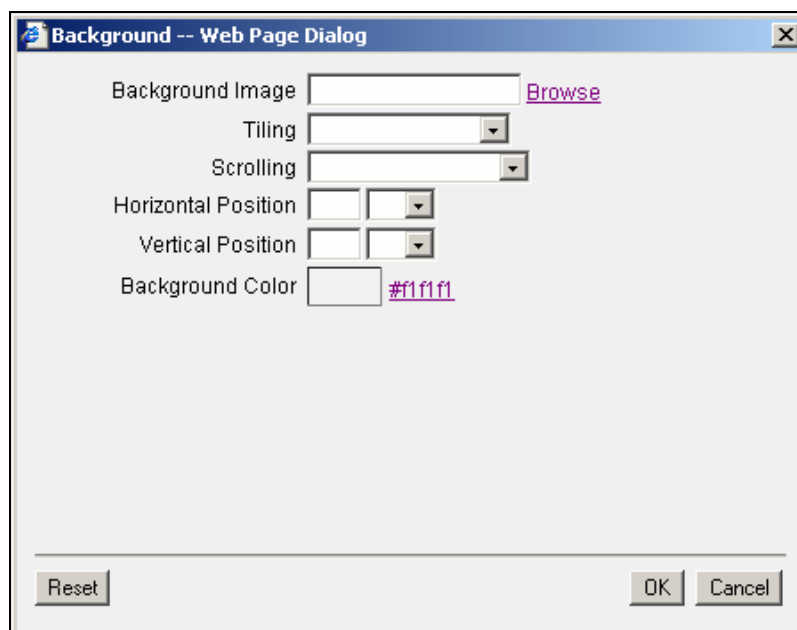 Background -- Web Page Dialog
Background Image Browse
Tiling
Scrolling
Horizontal Position
Vertical Position
Background Color #f1f1f1
Reset OK Cancel